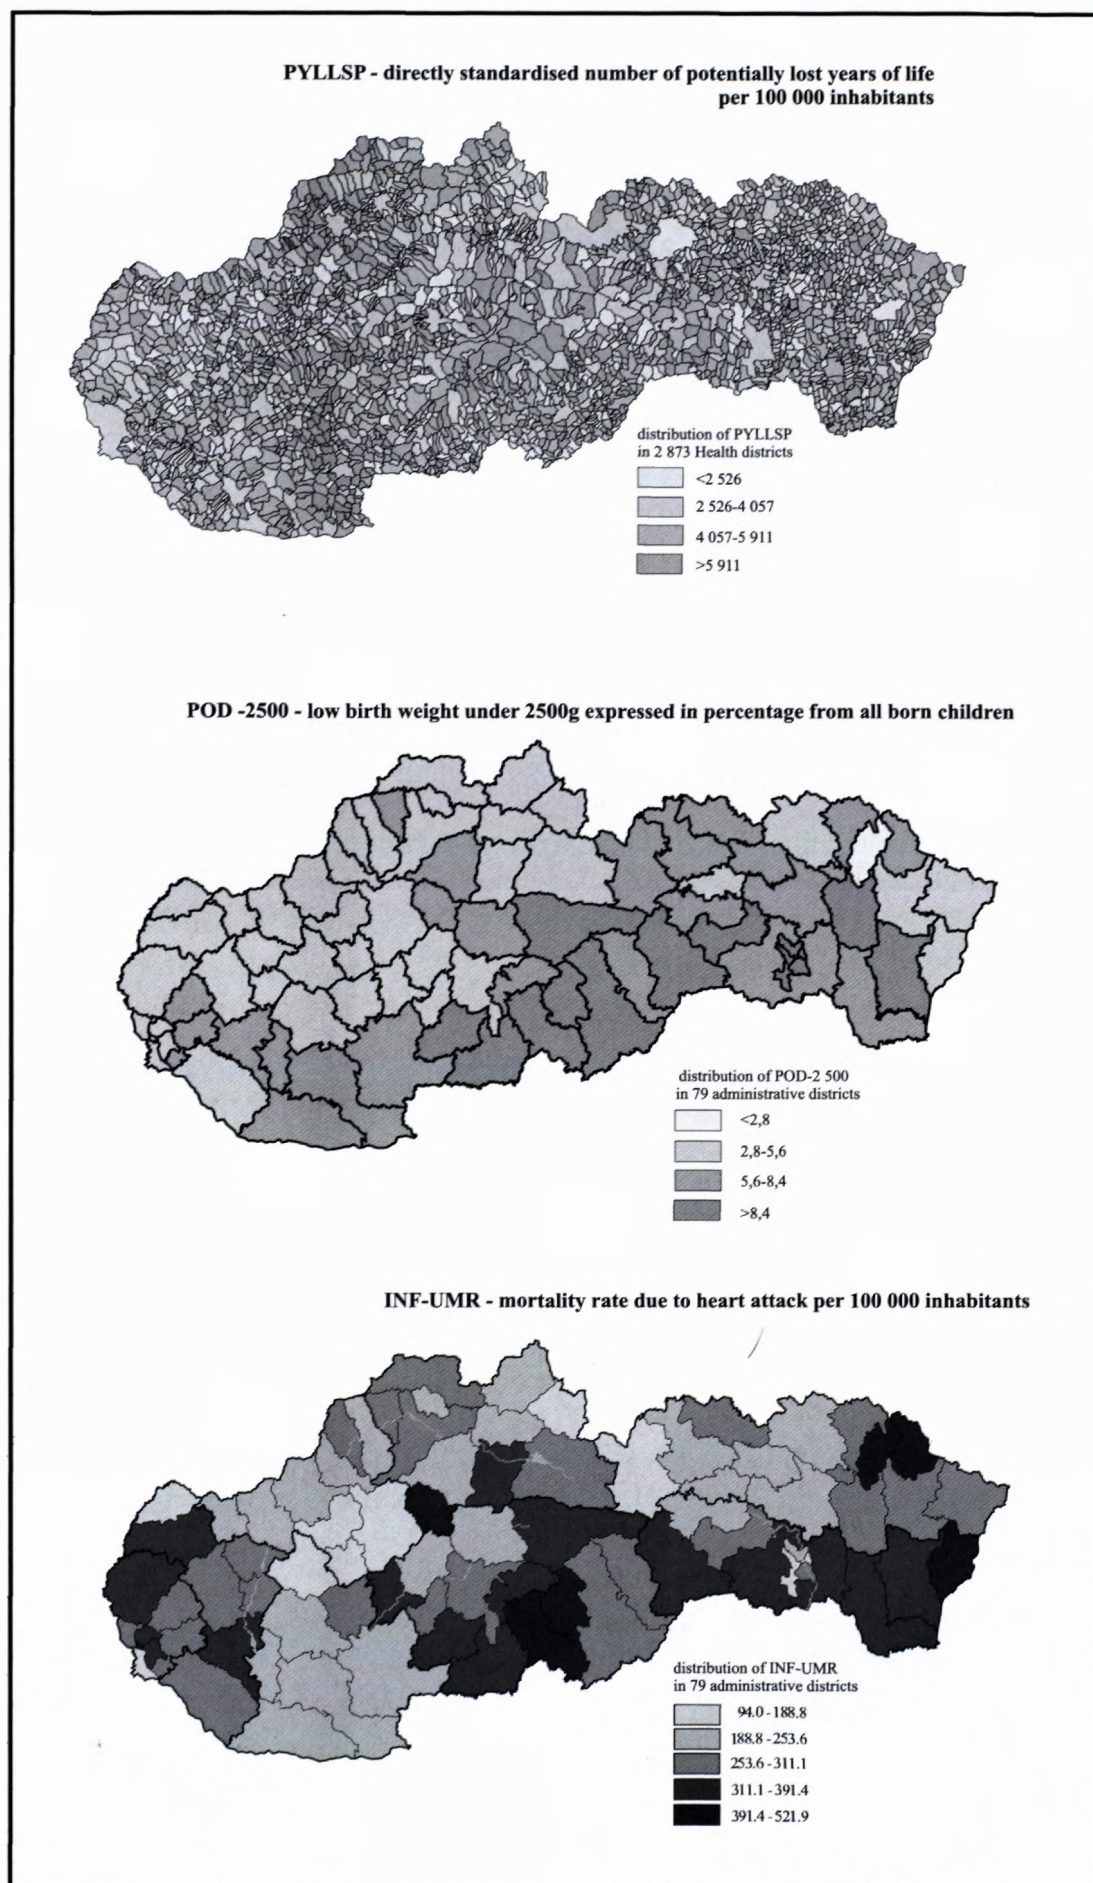 PYLLSP - directly standardised number of potentially lost years of life
per 100 000 inhabitants
distribution of PYLLSP
in 2 873 Health districts
<2 526
2 526-4 057
4 057-5 911
>5 911
POD -2500 - low birth weight under 2500g expressed in percentage from all born children
distribution of POD-2 500
in 79 administrative districts
<2,8
2,8-5,6
5,6-8,4
>8,4
INF-UMR - mortality rate due to heart attack per 100 000 inhabitants
distribution of INF-UMR
in 79 administrative districts
94.0 - 188.8
188.8 - 253.6
253.6 - 311.1
311.1 - 391.4
391.4 - 521.9